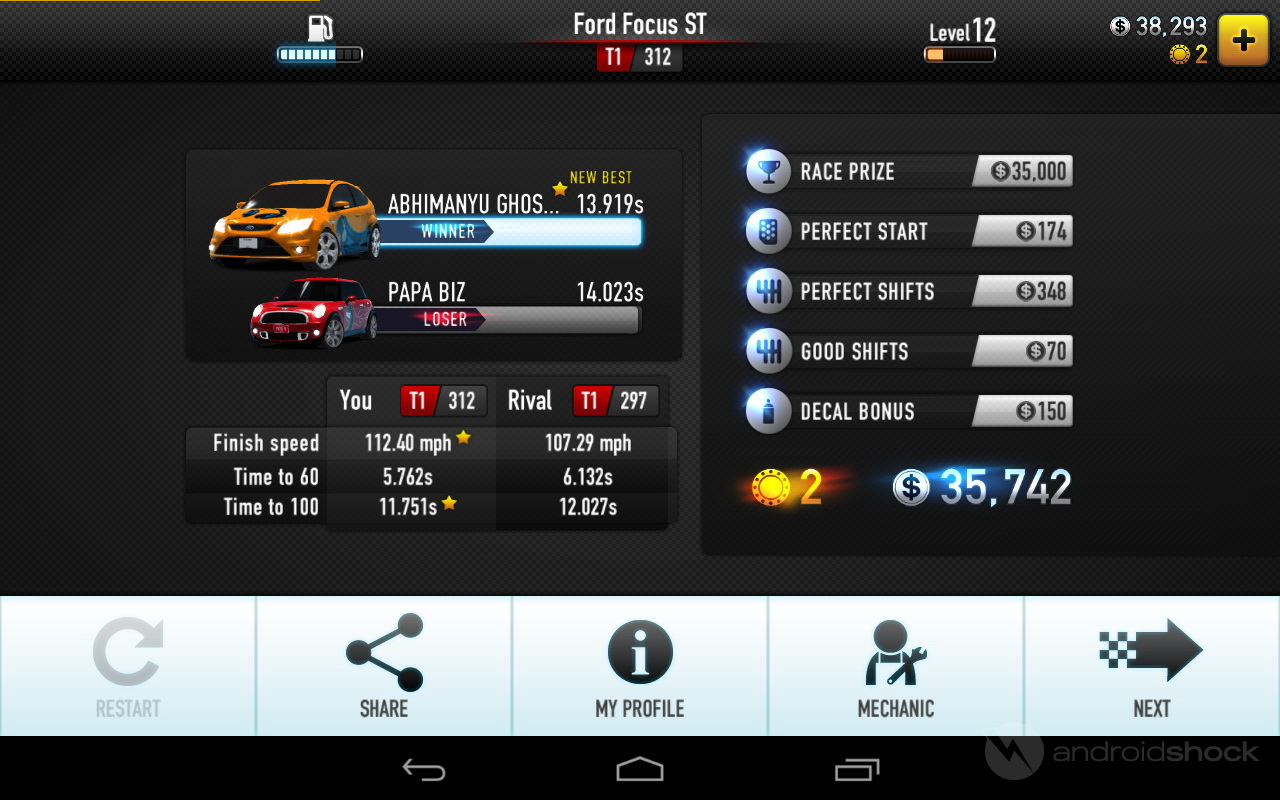 Ford Focus ST
T1 312
Level 12
38,293
2
NEW BEST
ABHIMANYU GHOS... 13.919s
WINNER
PAPA BIZ 14.023s
LOSER
You T1 312 Rival T1 297
Finish speed 112.40 mph 107.29 mph
Time to 60 5.762s 6.132s
Time to 100 11.751s 12.027s
RACE PRIZE $35,000
PERFECT START $174
PERFECT SHIFTS $348
GOOD SHIFTS $70
DECAL BONUS $150
2 $35,742
RESTART
SHARE
MY PROFILE
MECHANIC
NEXT
androidshock